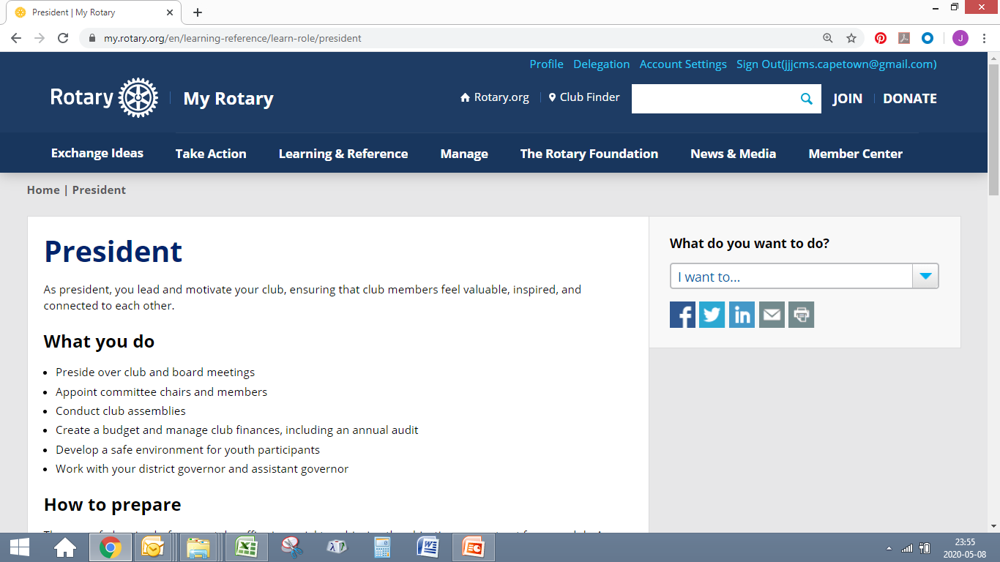 President | My Rotary
my.rotary.org/en/learning-reference/learn-role/president
J
Profile Delegation Account Settings Sign Out(jjjcms.capetown@gmail.com)
Rotary | My Rotary
Rotary.org | Club Finder
JOIN | DONATE
Exchange Ideas Take Action Learning & Reference Manage The Rotary Foundation News & Media Member Center
Home | President
President
As president, you lead and motivate your club, ensuring that club members feel valuable, inspired, and
connected to each other.
What you do
• Preside over club and board meetings
• Appoint committee chairs and members
• Conduct club assemblies
• Create a budget and manage club finances, including an annual audit
• Develop a safe environment for youth participants
• Work with your district governor and assistant governor
How to prepare
What do you want to do?
I want to...
23:55
2020-05-08